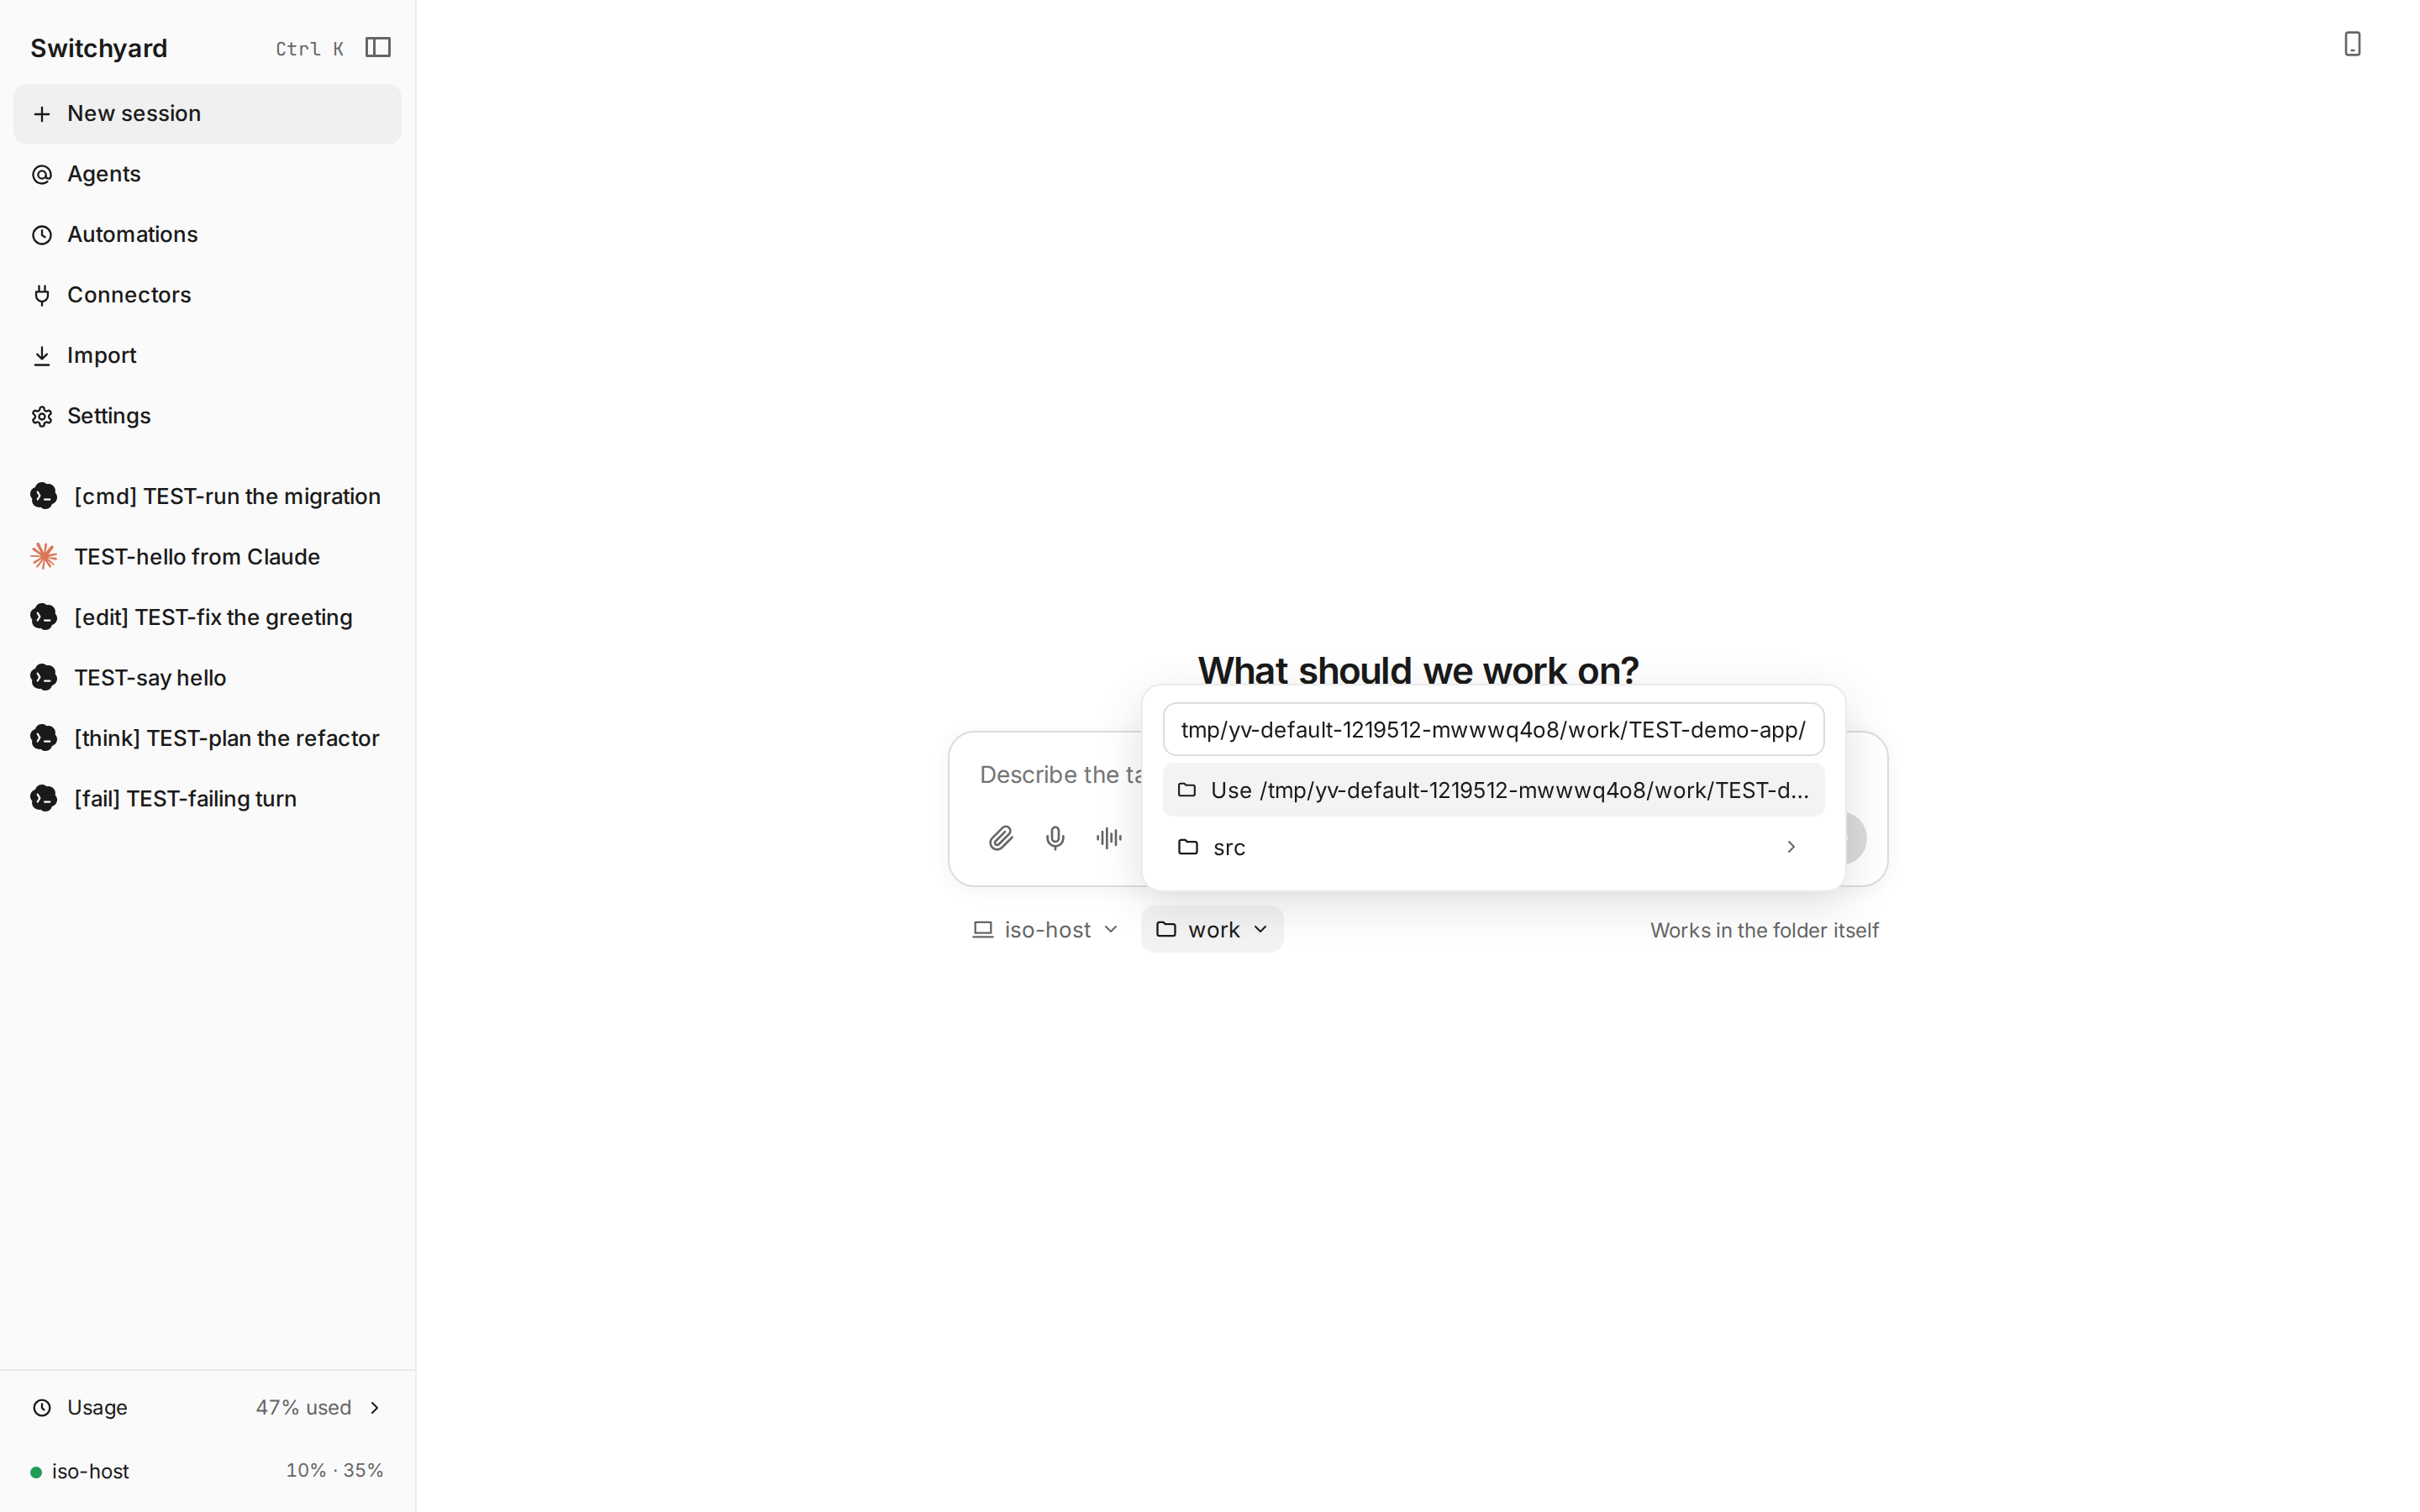 Switchyard Ctrl K
New session
Agents
Automations
Connectors
Import
Settings
[cmd] TEST-run the migration
TEST-hello from Claude
[edit] TEST-fix the greeting
TEST-say hello
[think] TEST-plan the refactor
[fail] TEST-failing turn
Usage 47% used
iso-host 10% · 35%
What should we work on?
tmp/yv-default-1219512-mwwwq4o8/work/TEST-demo-app/
Describe the ta
Use /tmp/yv-default-1219512-mwwwq4o8/work/TEST-d...
src
iso-host work Works in the folder itself